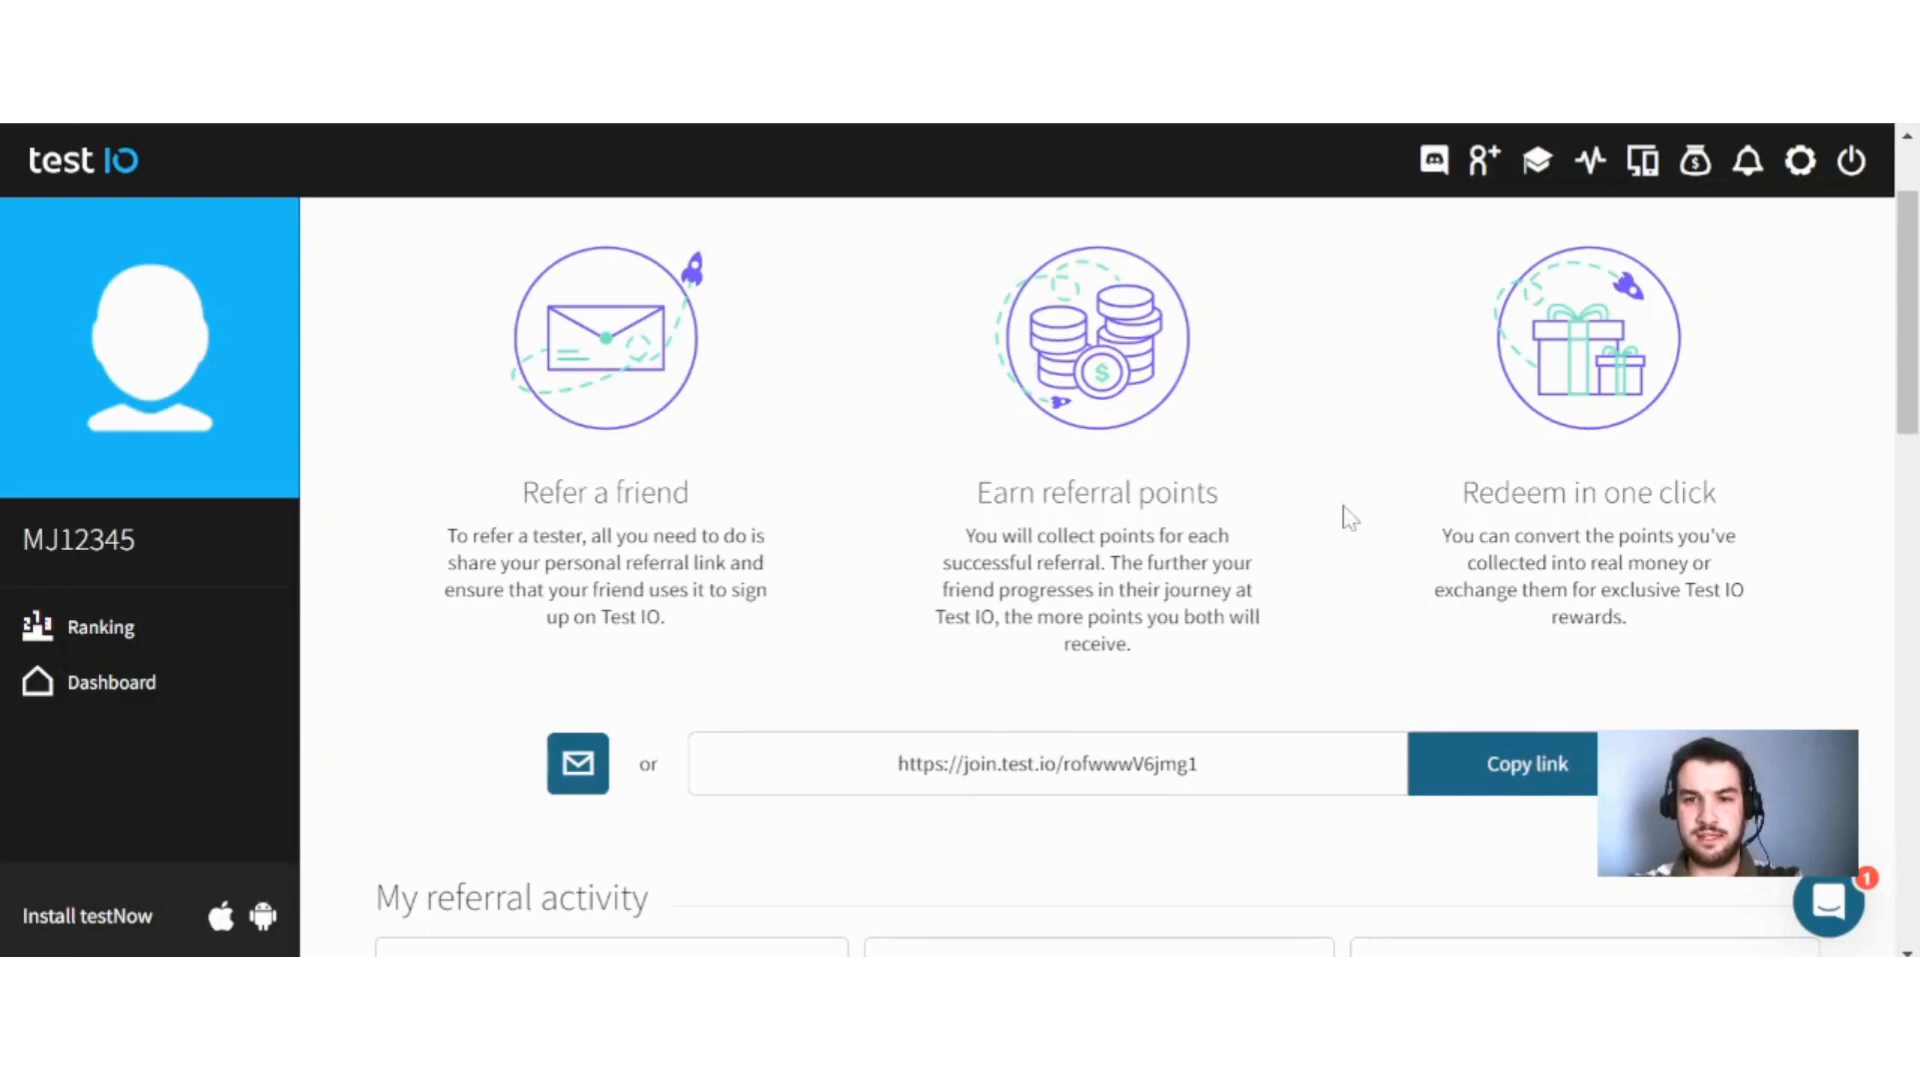 test IO
MJ12345
Ranking
Dashboard
Install testNow
Refer a friend
To refer a tester, all you need to do is
share your personal referral link and
ensure that your friend uses it to sign
up on Test IO.
Earn referral points
You will collect points for each
successful referral. The further your
friend progresses in their journey at
Test IO, the more points you both will
receive.
Redeem in one click
You can convert the points you've
collected into real money or
exchange them for exclusive Test IO
rewards.
or
https://join.test.io/rofwwwV6jmg1
Copy link
My referral activity
1